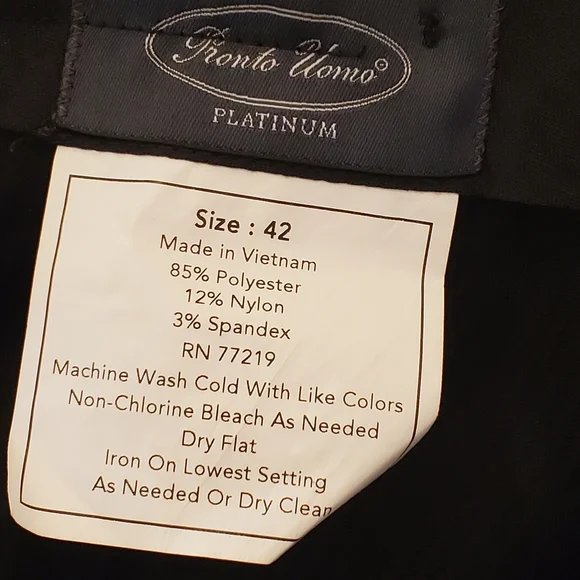 Pronto Uomo®
PLATINUM
Size : 42
Made in Vietnam
85% Polyester
12% Nylon
3% Spandex
RN 77219
Machine Wash Cold With Like Colors
Non-Chlorine Bleach As Needed
Dry Flat
Iron On Lowest Setting
As Needed Or Dry Clean